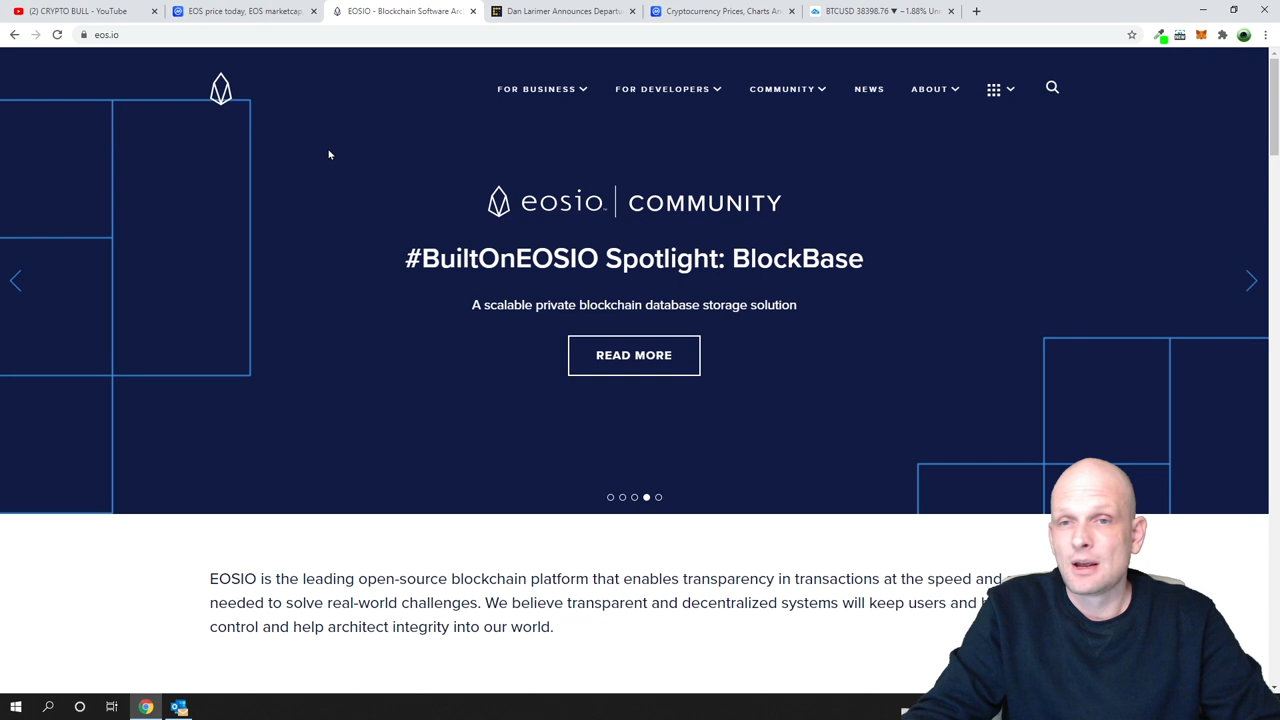 (2) CRYPTO BULL - YouTube
EOS price today, EOS marketcap
EOSIO - Blockchain Software Arc
Dan Larimer Announces Departu
Cryptocurrency Prices, Charts An
BTCUSD 38398.76 ▼ −1.88% Un
eos.io
FOR BUSINESS
FOR DEVELOPERS
COMMUNITY
NEWS
ABOUT
eosio | COMMUNITY
#BuiltOnEOSIO Spotlight: BlockBase
A scalable private blockchain database storage solution
READ MORE
EOSIO is the leading open-source blockchain platform that enables transparency in transactions at the speed and
needed to solve real-world challenges. We believe transparent and decentralized systems will keep users and
control and help architect integrity into our world.